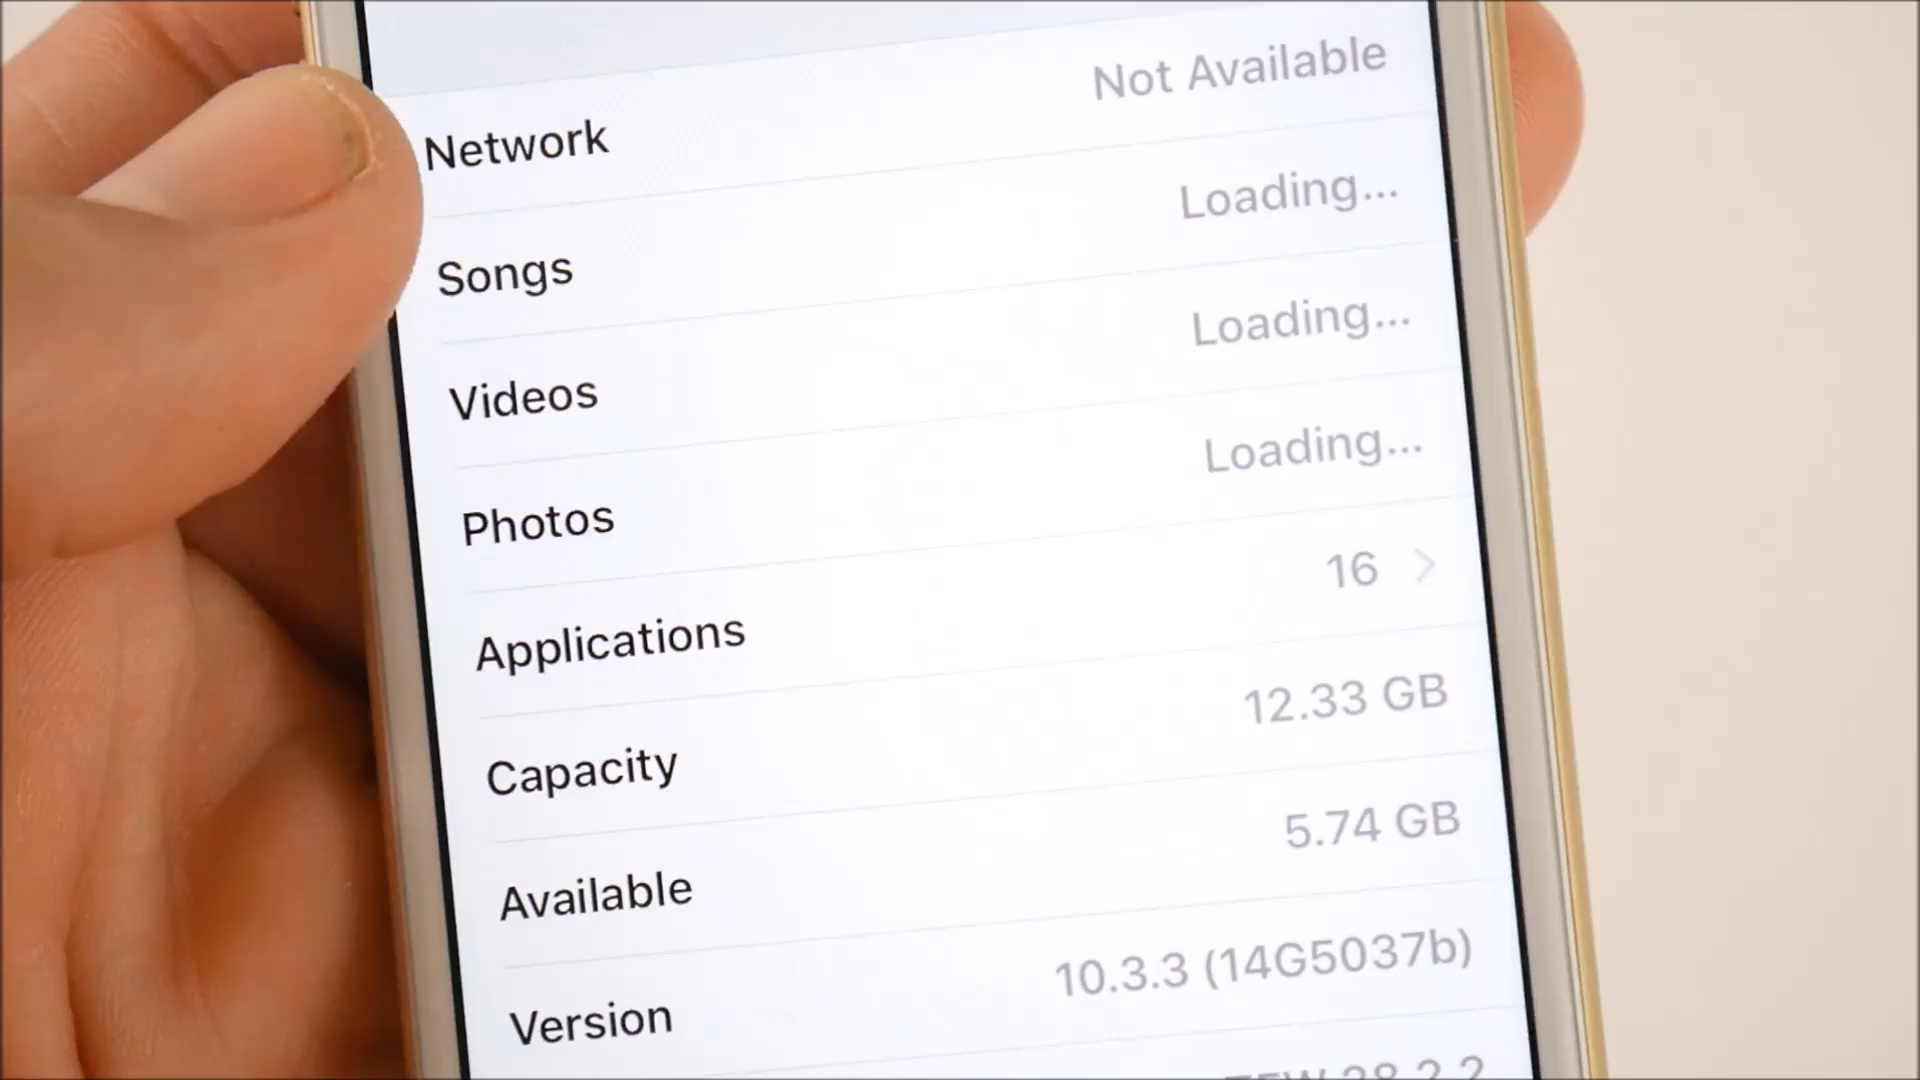 Network Not Available
Songs Loading...
Videos Loading...
Photos Loading...
Applications 16
Capacity 12.33 GB
Available 5.74 GB
Version 10.3.3 (14G5037b)